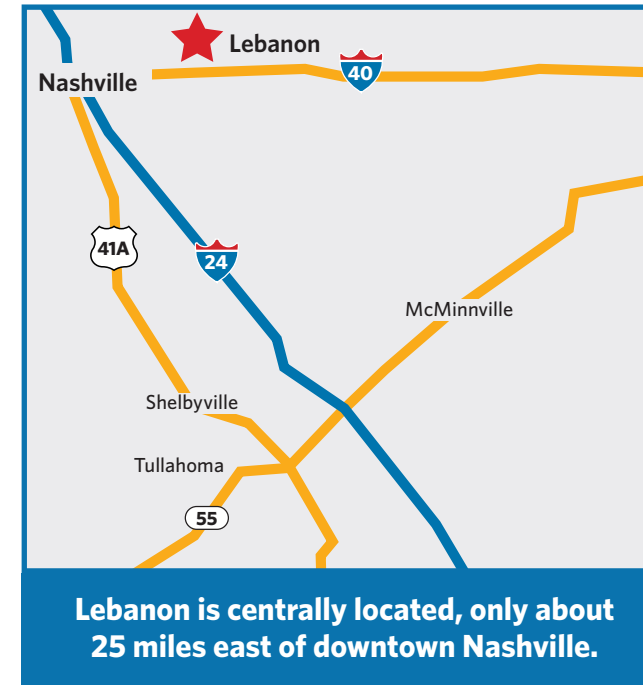 Lebanon
40
Nashville
41A
24
McMinnville
Shelbyville
Tullahoma
55
Lebanon is centrally located, only about
25 miles east of downtown Nashville.